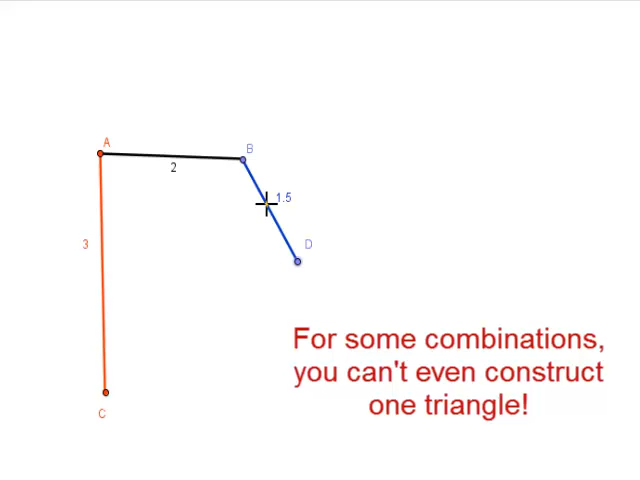 A
B
2
1.5
3
D
C
For some combinations,
you can't even construct
one triangle!